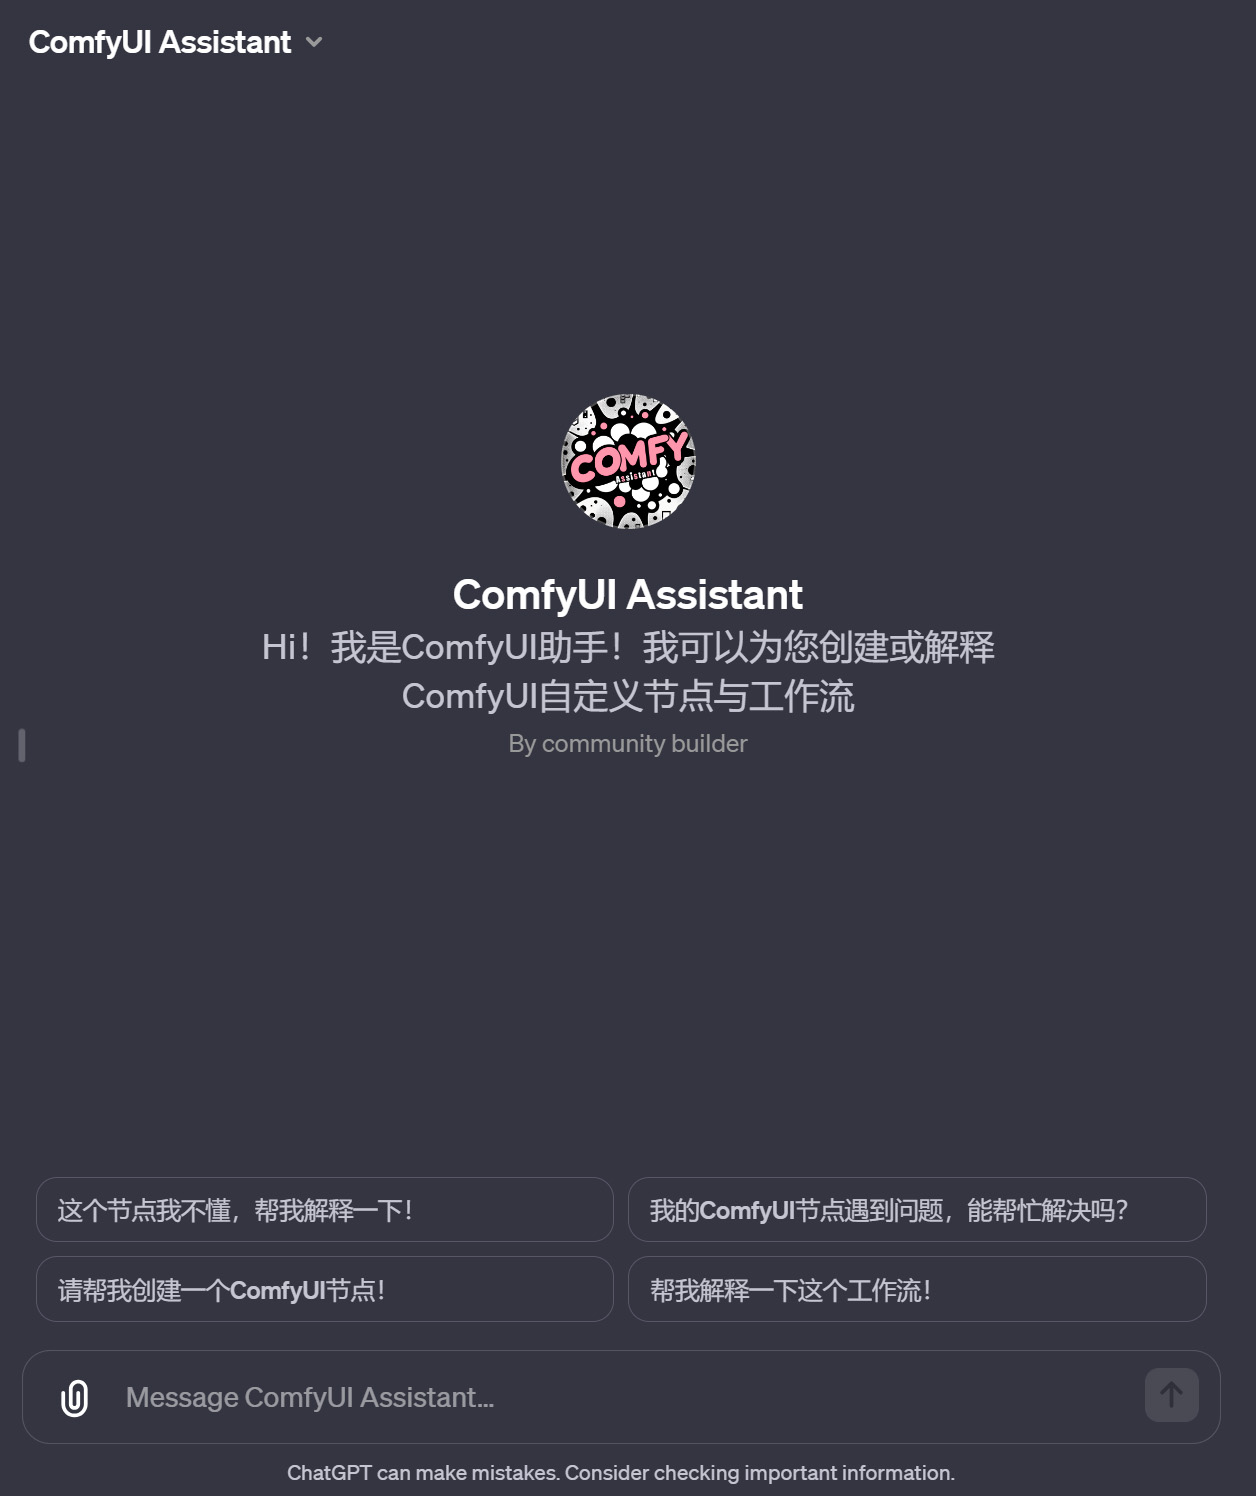 ComfyUI Assistant
COMFY
Assistant
ComfyUI Assistant
Hi！我是ComfyUI助手！我可以为您创建或解释
ComfyUI自定义节点与工作流
By community builder
这个节点我不懂，帮我解释一下！
我的ComfyUI节点遇到问题，能帮忙解决吗？
请帮我创建一个ComfyUI节点！
帮我解释一下这个工作流！
Message ComfyUI Assistant…
ChatGPT can make mistakes. Consider checking important information.